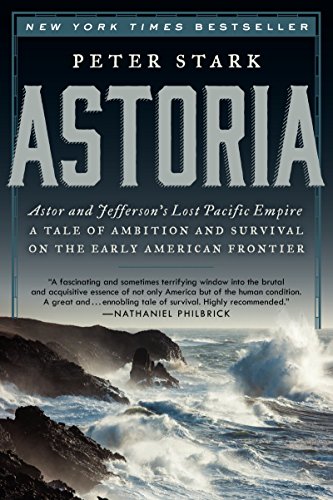 NEW YORK TIMES BESTSELLER
PETER STARK
ASTORIA
Astor and Jefferson's Lost Pacific Empire
A TALE OF AMBITION AND SURVIVAL
ON THE EARLY AMERICAN FRONTIER
"A fascinating and sometimes terrifying window into the brutal
and acquisitive essence of not only America but of the human condition.
A great and... ennobling tale of survival. Highly recommended."
—NATHANIEL PHILBRICK